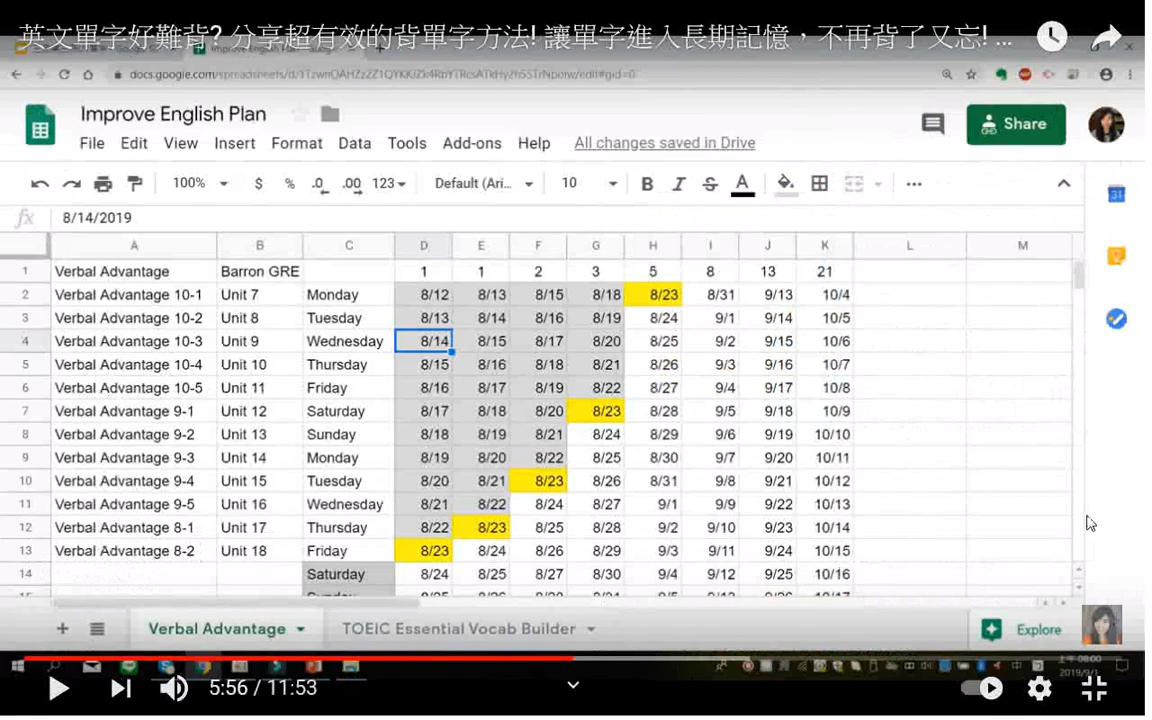 英文單字好難背? 分享超有效的背單字方法! 讓單字進入長期記憶，不再背了又忘! ...
Improve English Plan
Share
File Edit View Insert Format Data Tools Add-ons Help All changes saved in Drive
100% $ % .0 .00 123 Default (Ari... 10 B I S A ...
31
fx 8/14/2019
A B C D E F G H I J K L M
1 Verbal Advantage Barron GRE 1 1 2 3 5 8 13 21
2 Verbal Advantage 10-1 Unit 7 Monday 8/12 8/13 8/15 8/18 8/23 8/31 9/13 10/4
3 Verbal Advantage 10-2 Unit 8 Tuesday 8/13 8/14 8/16 8/19 8/24 9/1 9/14 10/5
4 Verbal Advantage 10-3 Unit 9 Wednesday 8/14 8/15 8/17 8/20 8/25 9/2 9/15 10/6
5 Verbal Advantage 10-4 Unit 10 Thursday 8/15 8/16 8/18 8/21 8/26 9/3 9/16 10/7
6 Verbal Advantage 10-5 Unit 11 Friday 8/16 8/17 8/19 8/22 8/27 9/4 9/17 10/8
7 Verbal Advantage 9-1 Unit 12 Saturday 8/17 8/18 8/20 8/23 8/28 9/5 9/18 10/9
8 Verbal Advantage 9-2 Unit 13 Sunday 8/18 8/19 8/21 8/24 8/29 9/6 9/19 10/10
9 Verbal Advantage 9-3 Unit 14 Monday 8/19 8/20 8/22 8/25 8/30 9/7 9/20 10/11
10 Verbal Advantage 9-4 Unit 15 Tuesday 8/20 8/21 8/23 8/26 8/31 9/8 9/21 10/12
11 Verbal Advantage 9-5 Unit 16 Wednesday 8/21 8/22 8/24 8/27 9/1 9/9 9/22 10/13
12 Verbal Advantage 8-1 Unit 17 Thursday 8/22 8/23 8/25 8/28 9/2 9/10 9/23 10/14
13 Verbal Advantage 8-2 Unit 18 Friday 8/23 8/24 8/26 8/29 9/3 9/11 9/24 10/15
14 Saturday 8/24 8/25 8/27 8/30 9/4 9/12 9/25 10/16
+ Verbal Advantage TOEIC Essential Vocab Builder Explore
5:56 / 11:53